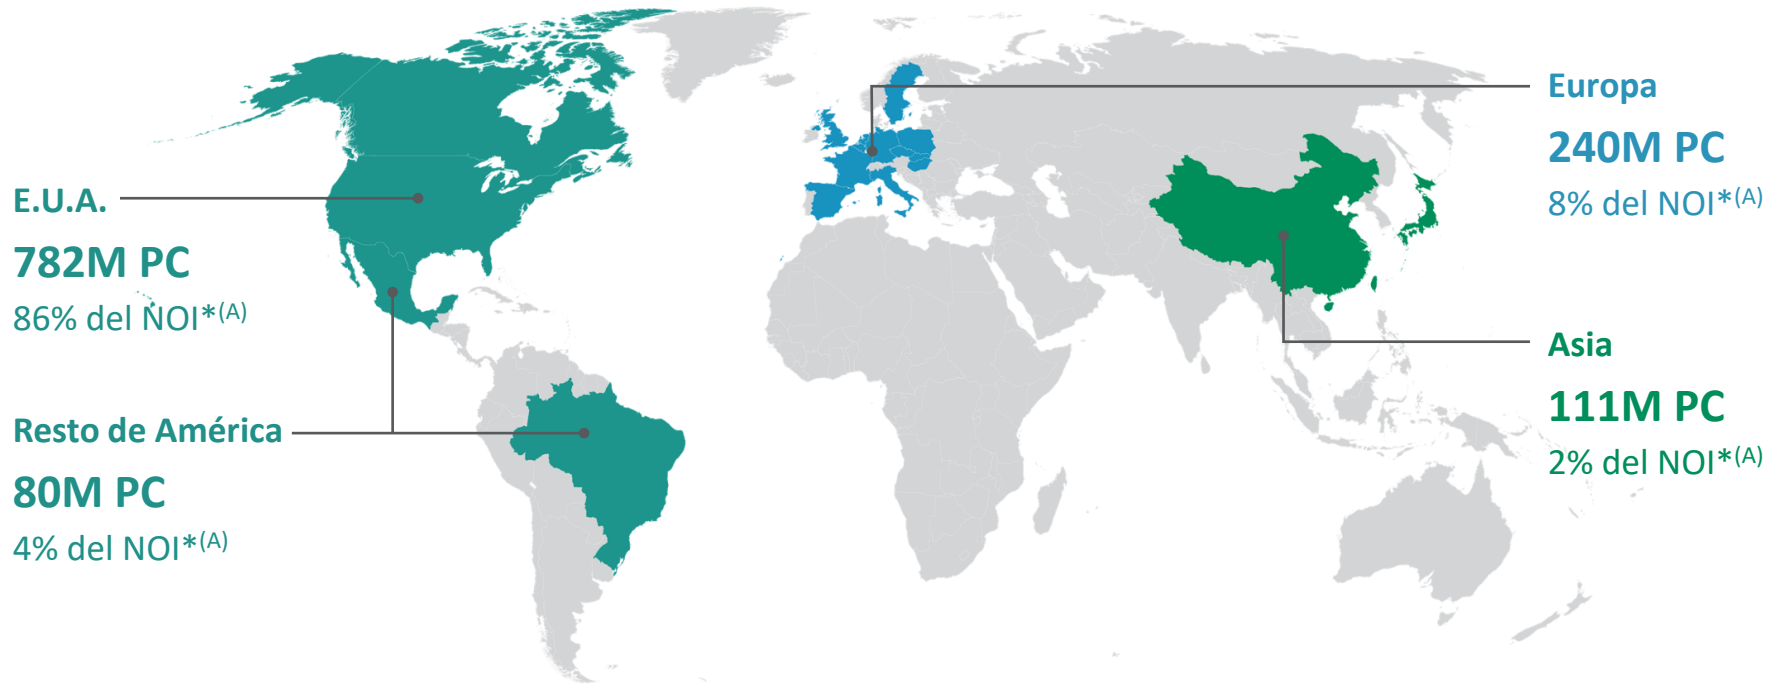 E.U.A.
782M PC
86% del NOI*(A)
Resto de América
80M PC
4% del NOI*(A)
Europa
240M PC
8% del NOI*(A)
Asia
111M PC
2% del NOI*(A)